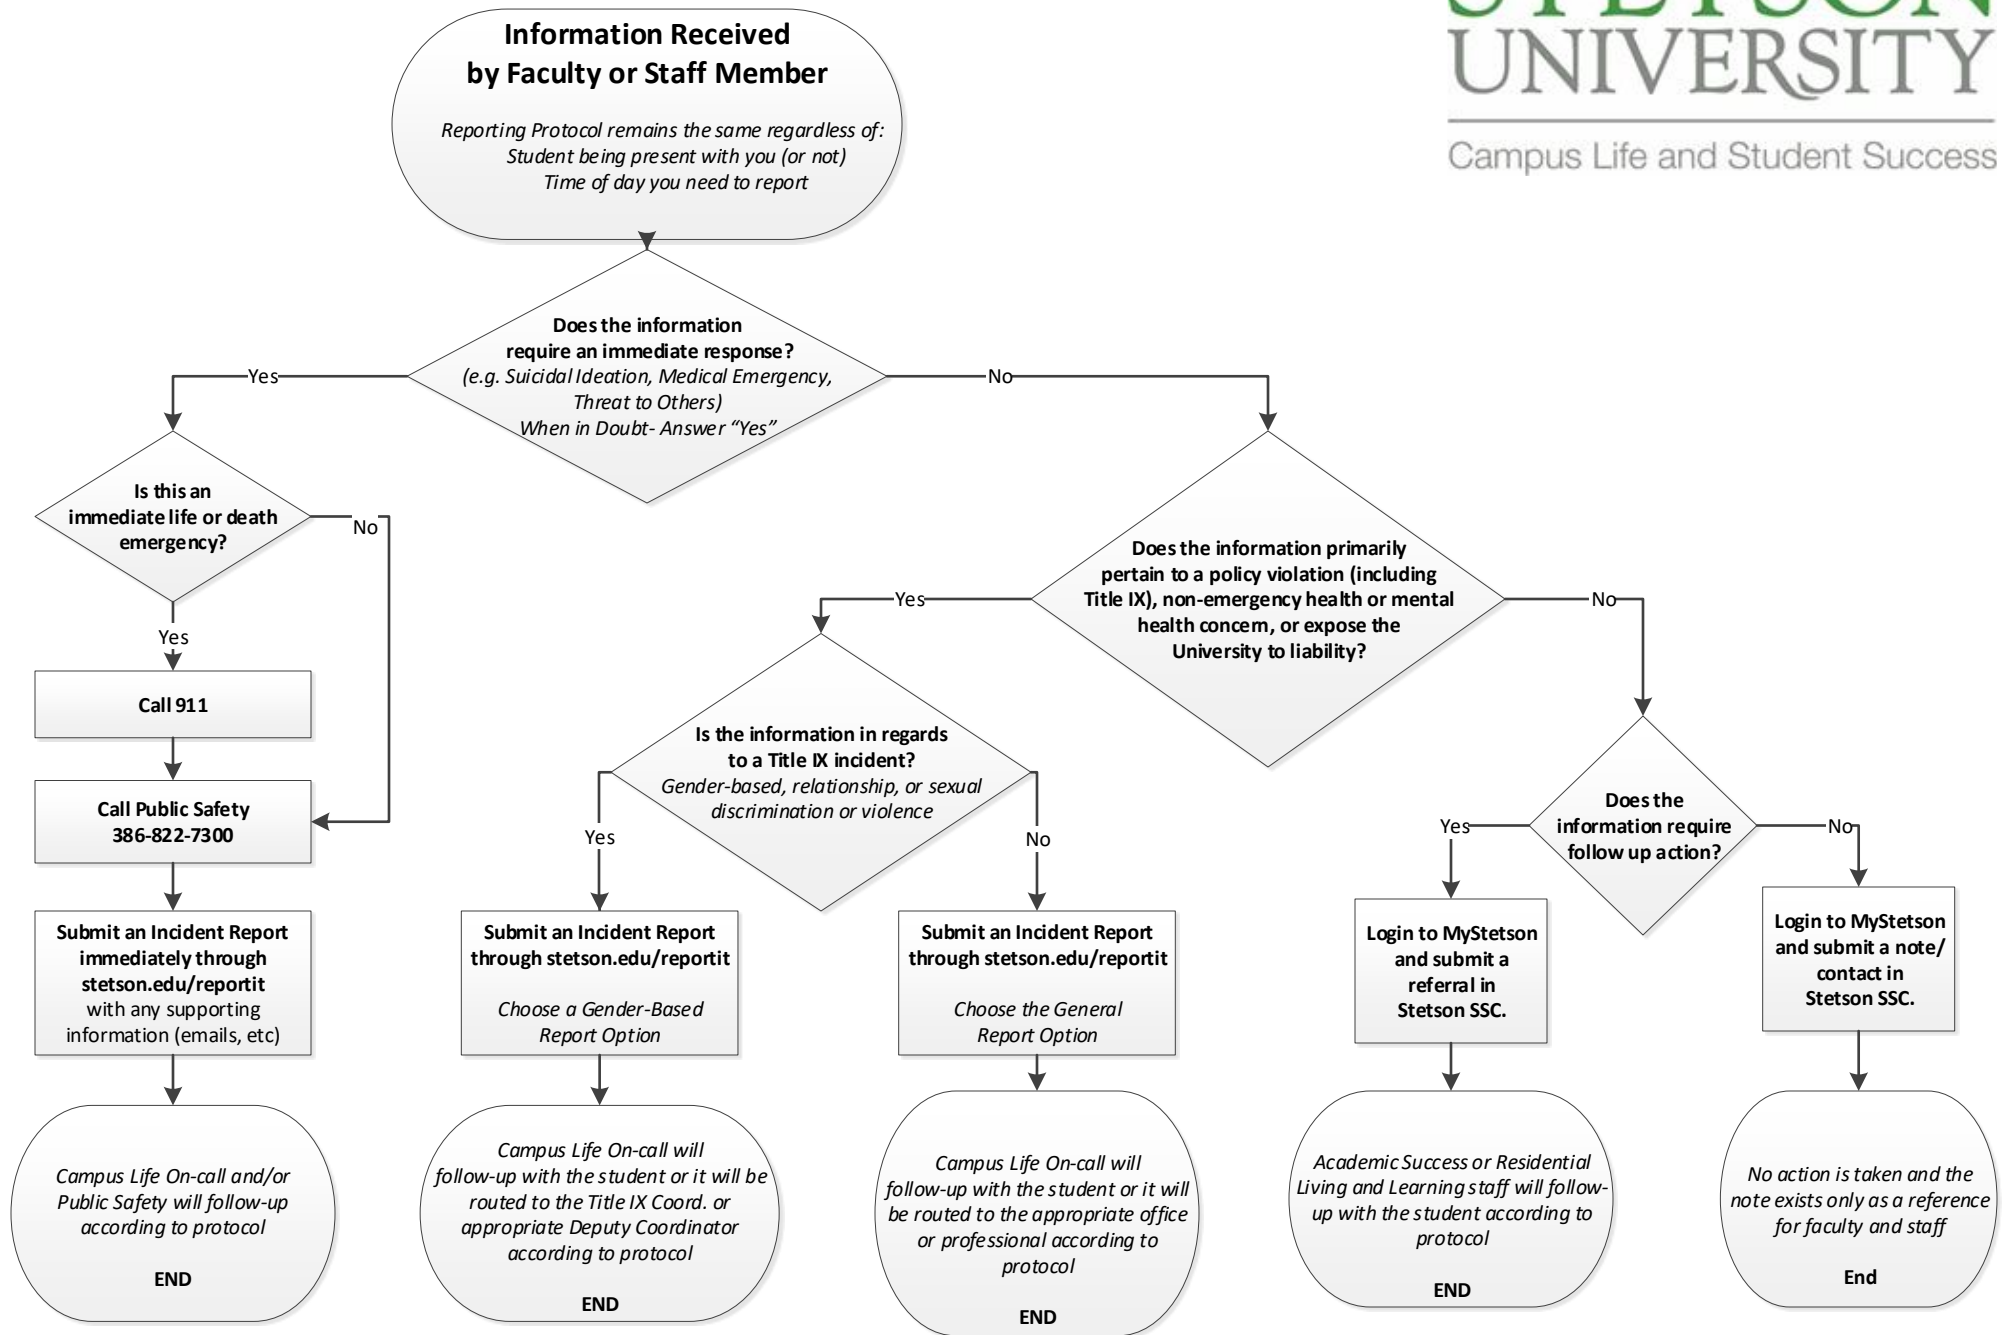 STETSON
UNIVERSITY
Campus Life and Student Success
Information Received
by Faculty or Staff Member
Reporting Protocol remains the same regardless of:
Student being present with you (or not)
Time of day you need to report
Does the information
require an immediate response?
(e.g. Suicidal Ideation, Medical Emergency,
Threat to Others)
When in Doubt- Answer “Yes”
Yes
No
Is this an
immediate life or death
emergency?
No
Yes
Call 911
Call Public Safety
386-822-7300
Submit an Incident Report
immediately through
stetson.edu/reportit
with any supporting
information (emails, etc)
Campus Life On-call and/or
Public Safety will follow-up
according to protocol
END
Does the information primarily
pertain to a policy violation (including
Title IX), non-emergency health or mental
health concern, or expose the
University to liability?
Yes
No
Is the information in regards
to a Title IX incident?
Gender-based, relationship, or sexual
discrimination or violence
Yes
No
Submit an Incident Report
through stetson.edu/reportit
Choose a Gender-Based
Report Option
Campus Life On-call will
follow-up with the student or it will be
routed to the Title IX Coord. or
appropriate Deputy Coordinator
according to protocol
END
Submit an Incident Report
through stetson.edu/reportit
Choose the General
Report Option
Campus Life On-call will
follow-up with the student or it will
be routed to the appropriate office
or professional according to
protocol
END
Does the
information require
follow up action?
Yes
No
Login to MyStetson
and submit a
referral in
Stetson SSC.
Academic Success or Residential
Living and Learning staff will follow-
up with the student according to
protocol
END
Login to MyStetson
and submit a note/
contact in
Stetson SSC.
No action is taken and the
note exists only as a reference
for faculty and staff
End